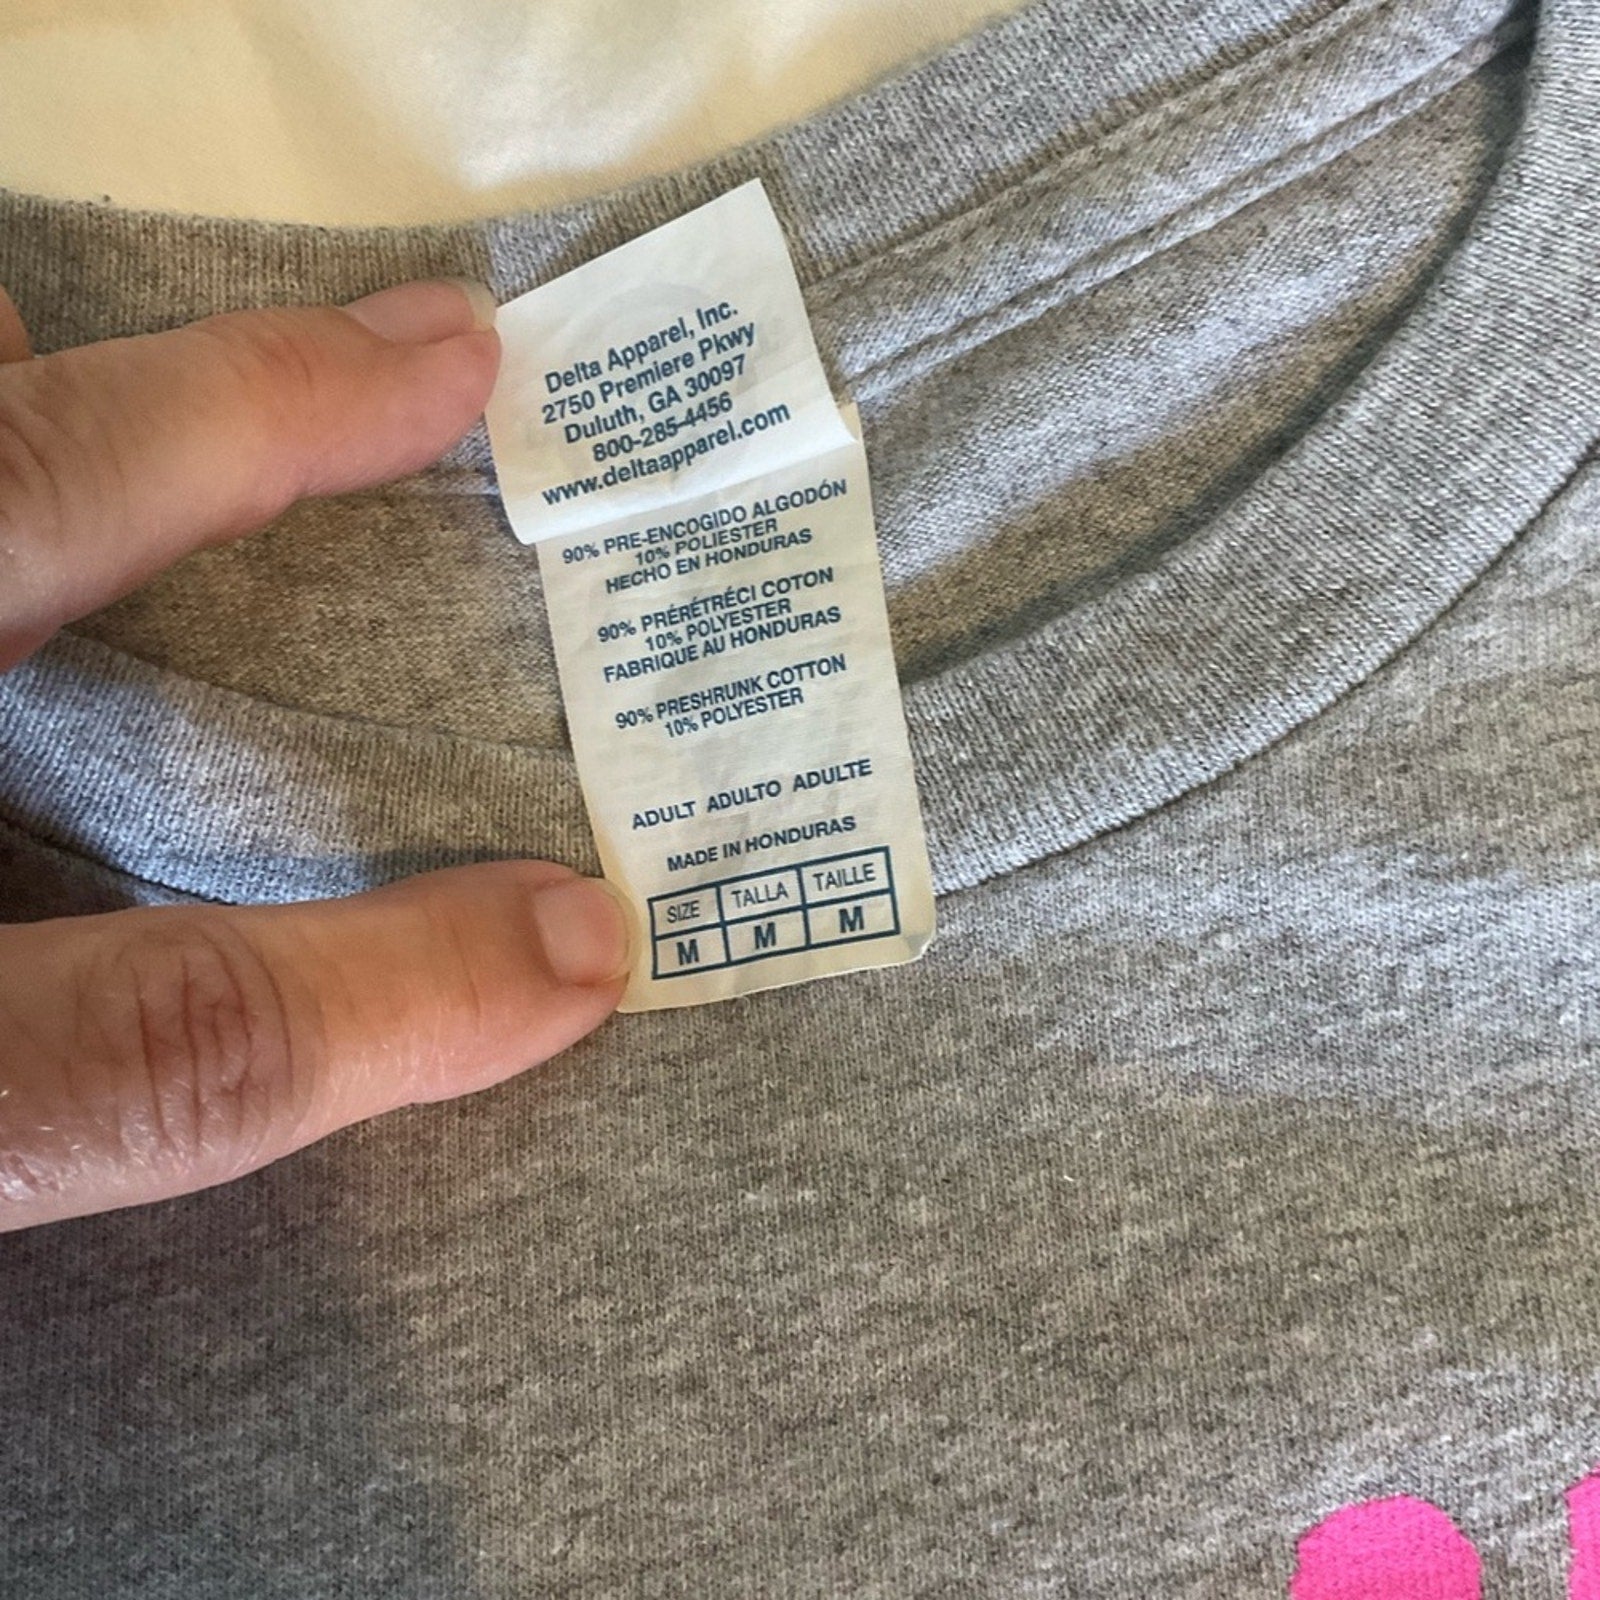 Delta Apparel, Inc.
2750 Premiere Pkwy
Duluth, GA 30097
800-285-4456
www.deltaapparel.com
90% PRE-ENCOGIDO ALGODÓN
10% POLIESTER
HECHO EN HONDURAS
90% PRÉRÉTRÉCI COTON
10% POLYESTER
FABRIQUE AU HONDURAS
90% PRESHRUNK COTTON
10% POLYESTER
ADULT ADULTO ADULTE
MADE IN HONDURAS
SIZE TALLA TAILLE
M M M